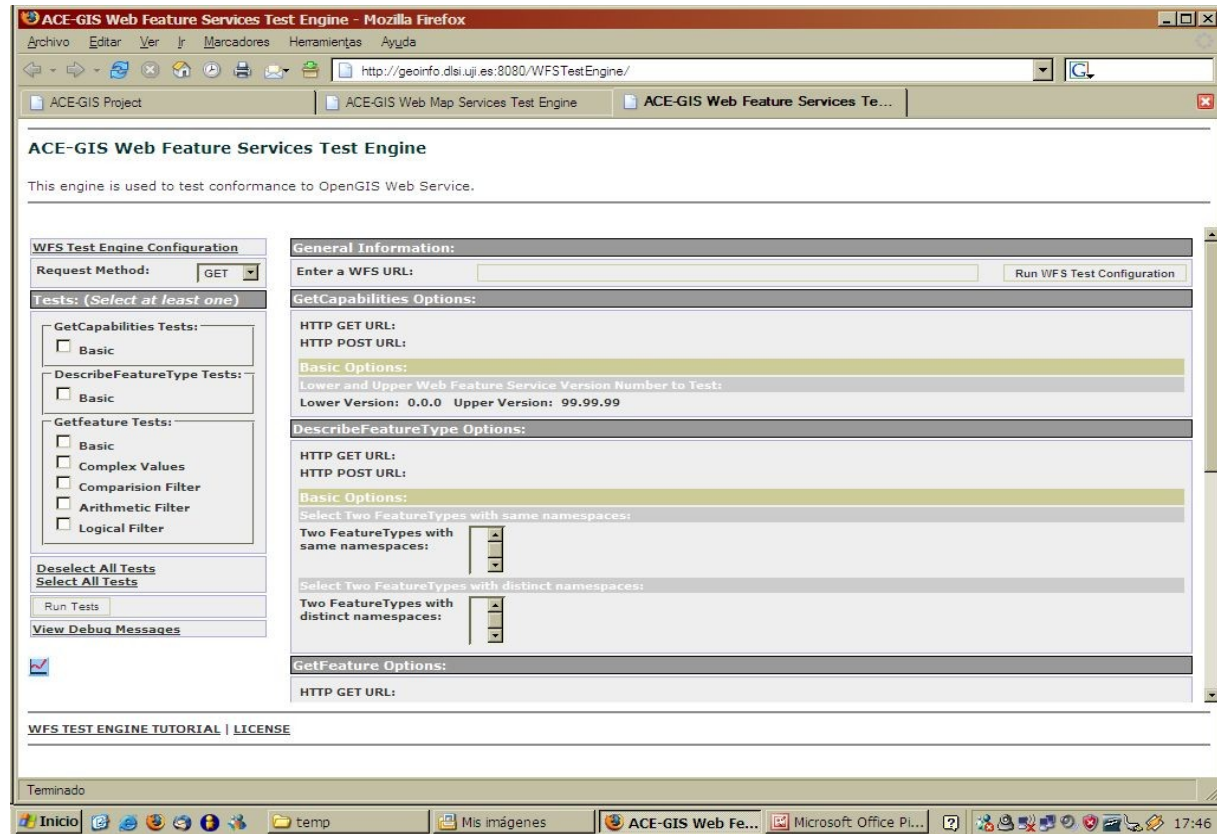 ACE-GIS Web Feature Services Test Engine - Mozilla Firefox
Archivo Editar Ver Ir Marcadores Herramientas Ayuda
http://geoinfo.dlsi.uji.es:8080/WFSTestEngine/
ACE-GIS Project
ACE-GIS Web Map Services Test Engine
ACE-GIS Web Feature Services Te...
ACE-GIS Web Feature Services Test Engine
This engine is used to test conformance to OpenGIS Web Service.
WFS Test Engine Configuration
Request Method: GET
Tests: (Select at least one)
GetCapabilities Tests:
Basic
DescribeFeatureType Tests:
Basic
Getfeature Tests:
Basic
Complex Values
Comparision Filter
Arithmetic Filter
Logical Filter
Deselect All Tests
Select All Tests
Run Tests
View Debug Messages
General Information:
Enter a WFS URL: Run WFS Test Configuration
GetCapabilities Options:
HTTP GET URL:
HTTP POST URL:
Basic Options:
Lower and Upper Web Feature Service Version Number to Test:
Lower Version: 0.0.0 Upper Version: 99.99.99
DescribeFeatureType Options:
HTTP GET URL:
HTTP POST URL:
Basic Options:
Select Two FeatureTypes with same namespaces:
Two FeatureTypes with
same namespaces:
Select Two FeatureTypes with distinct namespaces:
Two FeatureTypes with
distinct namespaces:
GetFeature Options:
HTTP GET URL:
WFS TEST ENGINE TUTORIAL | LICENSE
Terminado
Inicio
temp
Mis imágenes
ACE-GIS Web Fe...
Microsoft Office Pi...
17:46